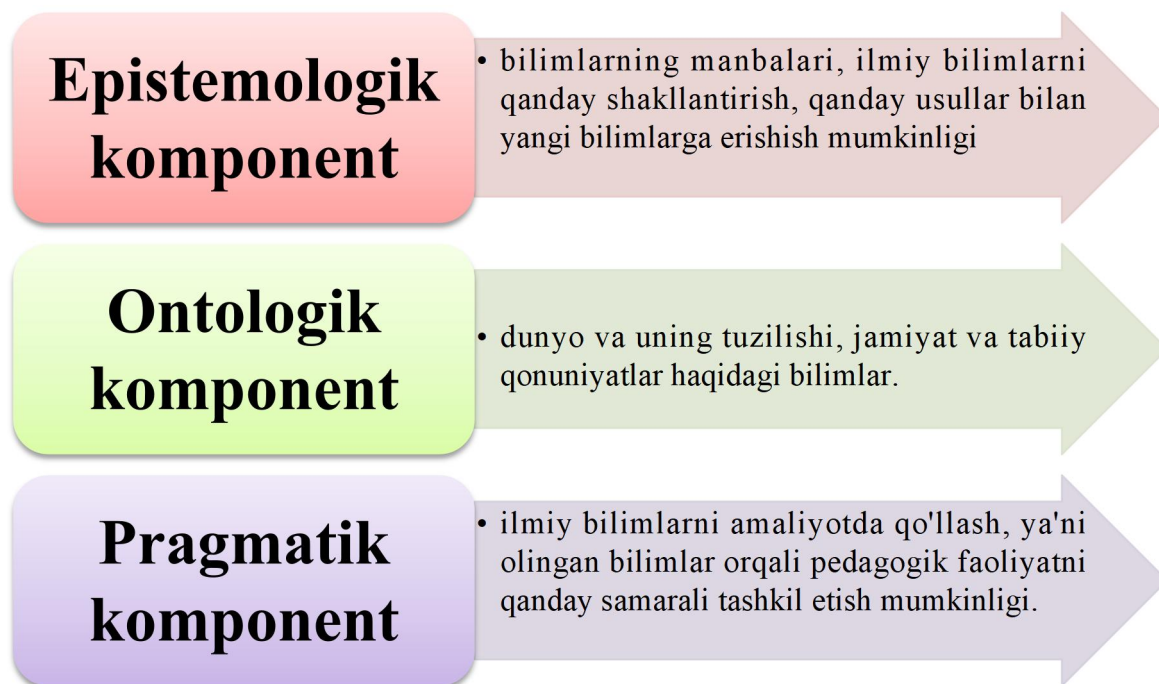 Epistemologik
komponent
• bilimlarning manbalari, ilmiy bilimlarni
qanday shakllantirish, qanday usullar bilan
yangi bilimlarga erishish mumkinligi
Ontologik
komponent
• dunyo va uning tuzilishi, jamiyat va tabiiy
qonuniyatlar haqidagi bilimlar.
Pragmatik
komponent
• ilmiy bilimlarni amaliyotda qo'llash, ya'ni
olingan bilimlar orqali pedagogik faoliyatni
qanday samarali tashkil etish mumkinligi.